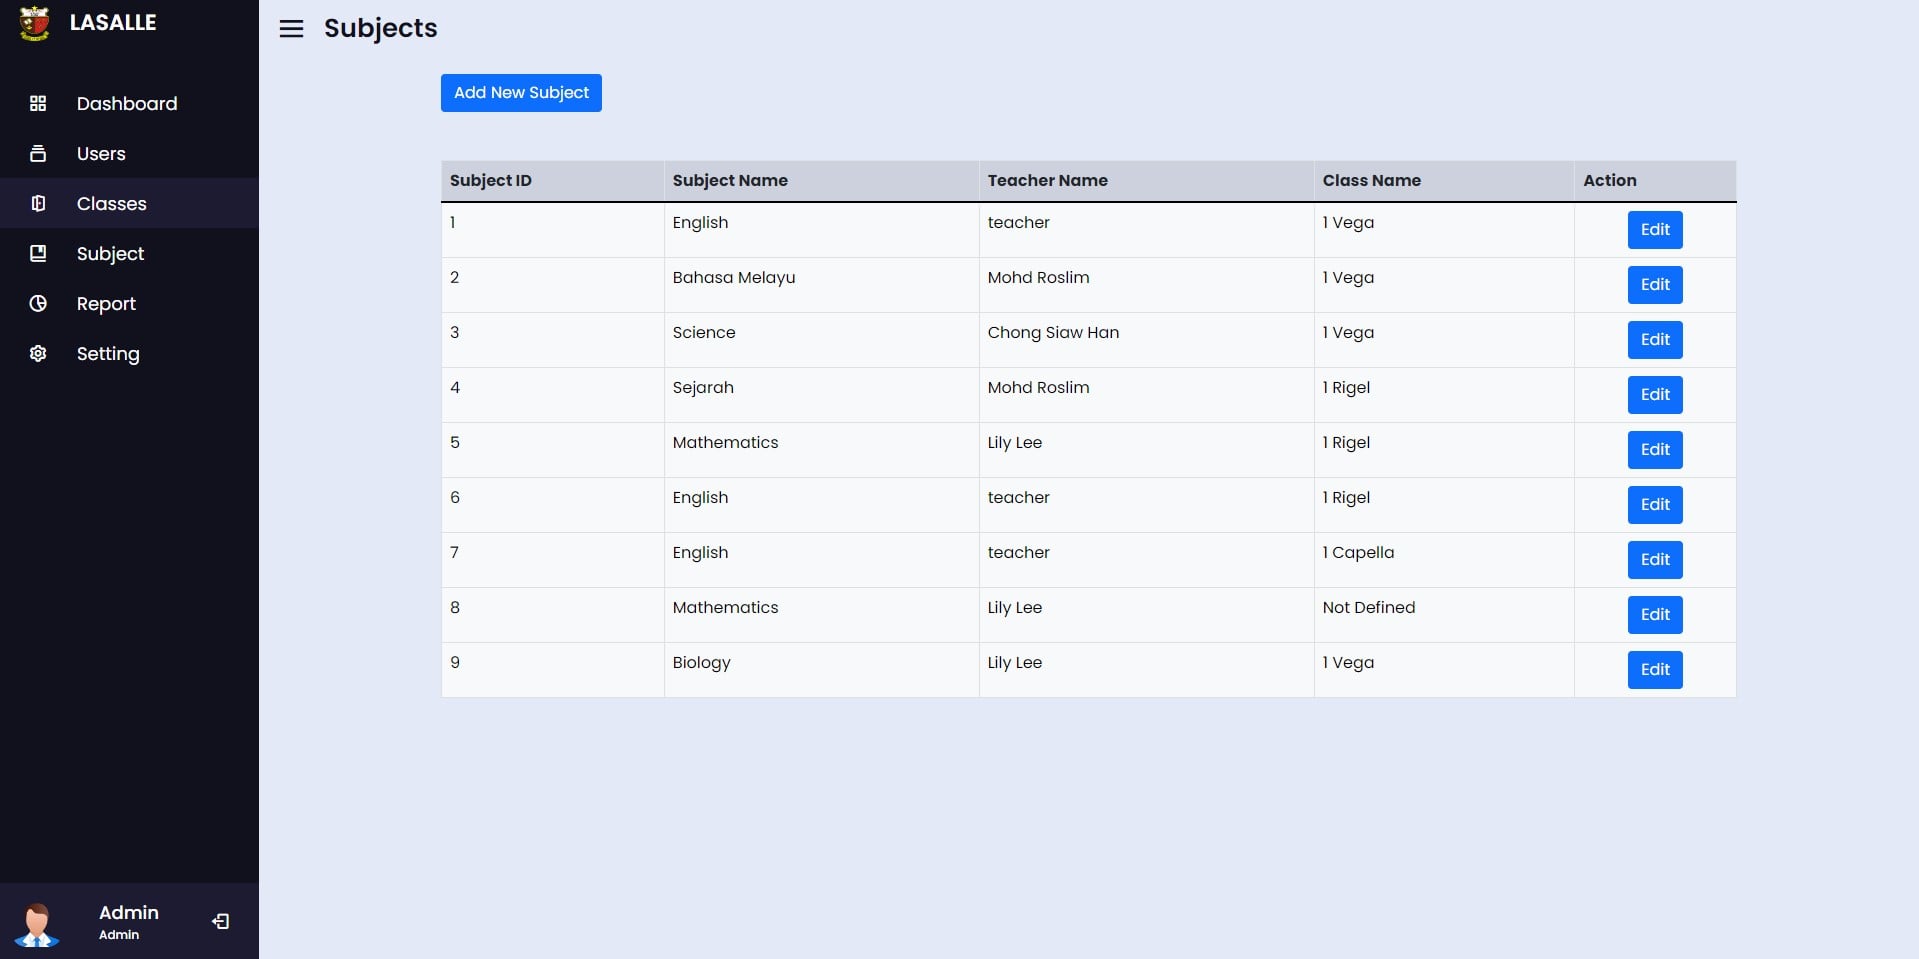 LASALLE
Subjects
Dashboard
Users
Classes
Subject
Report
Setting
Add New Subject
Subject ID Subject Name Teacher Name Class Name Action
1 English teacher 1 Vega Edit
2 Bahasa Melayu Mohd Roslim 1 Vega Edit
3 Science Chong Siaw Han 1 Vega Edit
4 Sejarah Mohd Roslim 1 Rigel Edit
5 Mathematics Lily Lee 1 Rigel Edit
6 English teacher 1 Rigel Edit
7 English teacher 1 Capella Edit
8 Mathematics Lily Lee Not Defined Edit
9 Biology Lily Lee 1 Vega Edit
Admin
Admin